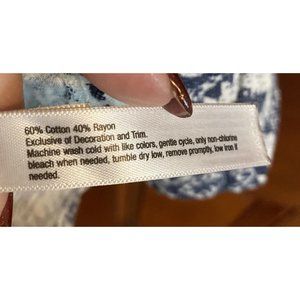 60% Cotton 40% Rayon
Exclusive of Decoration and Trim.
Machine wash cold with like colors, gentle cycle, only non-chlorine
bleach when needed, tumble dry low, remove promptly, low iron if
needed.